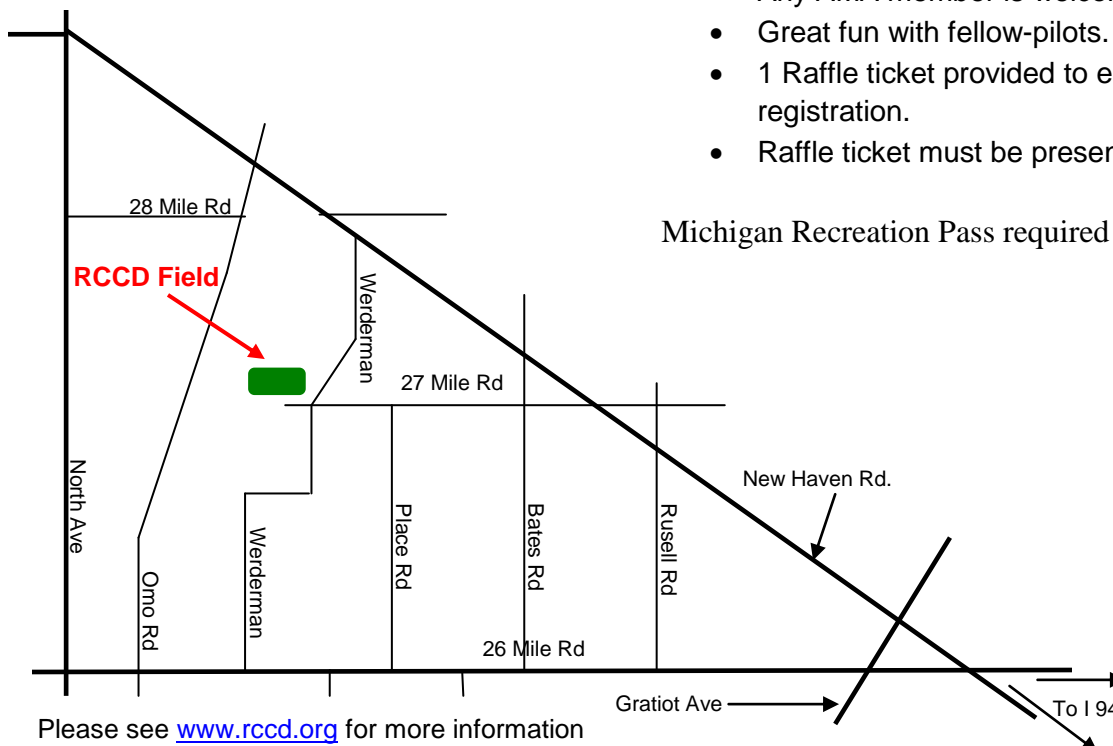 • Great fun with fellow-pilots.
• 1 Raffle ticket provided to e
registration.
• Raffle ticket must be presen
Michigan Recreation Pass required
28 Mile Rd
RCCD Field
Werderman
27 Mile Rd
North Ave
New Haven Rd.
Omo Rd
Werderman
Place Rd
Bates Rd
Rusell Rd
26 Mile Rd
Gratiot Ave
To I 94
Please see www.rccd.org for more information